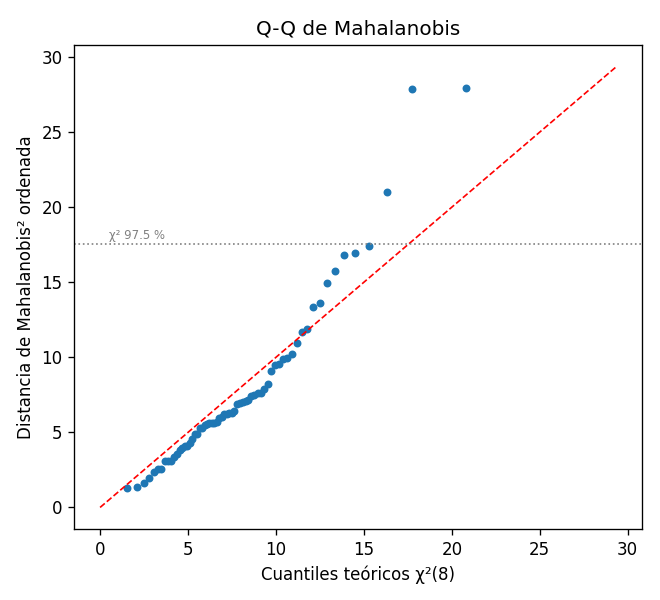 Q-Q de Mahalanobis
Distancia de Mahalanobis² ordenada
30
25
20
15
10
5
0
χ² 97.5 %
0 5 10 15 20 25 30
Cuantiles teóricos χ²(8)